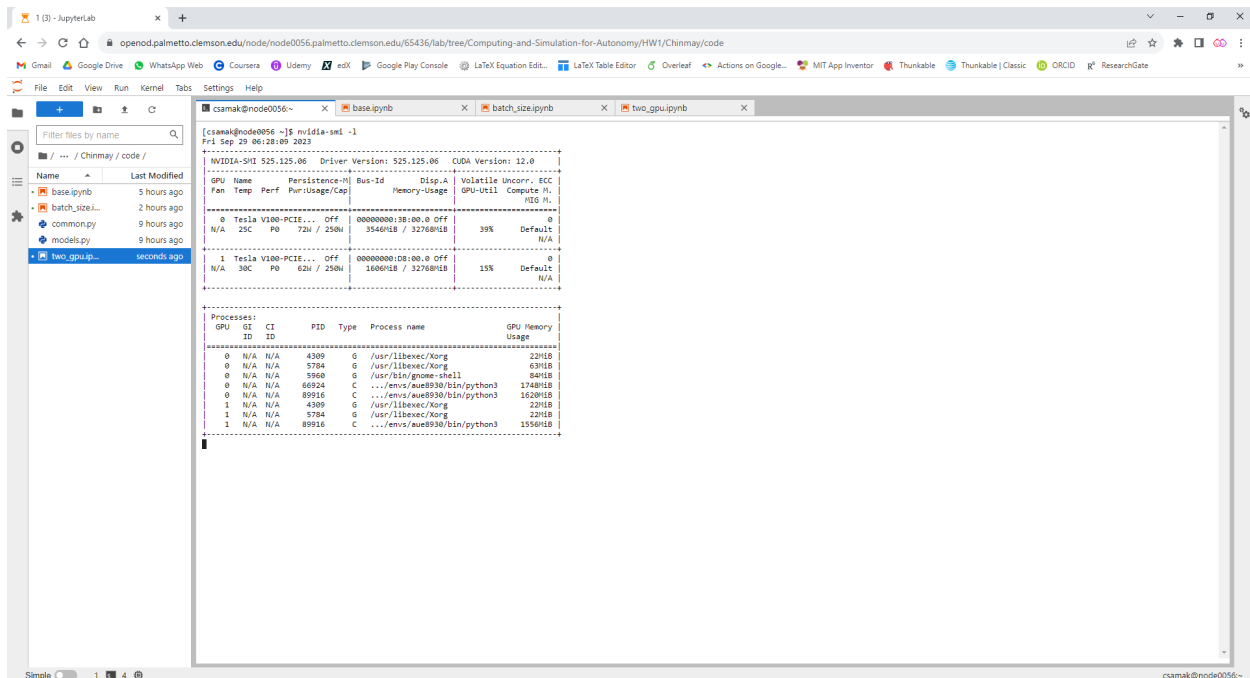 1 (3) - JupyterLab
openod.palmetto.clemson.edu/node/node0056.palmetto.clemson.edu/65436/lab/tree/Computing-and-Simulation-for-Autonomy/HW1/Chinmay/code
Gmail Google Drive WhatsApp Web Coursera Udemy edX Google Play Console LaTeX Equation Edit... LaTeX Table Editor Overleaf Actions on Google... MIT App Inventor Thunkable Thunkable | Classic ORCID ResearchGate »
File Edit View Run Kernel Tabs Settings Help
csamak@node0056:~ base.ipynb batch_size.ipynb two_gpu.ipynb
Filter files by name
/ ... / Chinmay / code /
Name Last Modified
base.ipynb 5 hours ago
batch_size.i... 2 hours ago
common.py 9 hours ago
models.py 9 hours ago
two_gpu.ip... seconds ago
[csamak@node0056 ~]$ nvidia-smi -l
Fri Sep 29 06:28:09 2023
+-----------------------------------------------------------------------------+
| NVIDIA-SMI 525.125.06   Driver Version: 525.125.06   CUDA Version: 12.0     |
|-------------------------------+----------------------+----------------------+
| GPU  Name        Persistence-M| Bus-Id        Disp.A | Volatile Uncorr. ECC |
| Fan  Temp  Perf  Pwr:Usage/Cap|         Memory-Usage | GPU-Util  Compute M. |
|                               |                      |               MIG M. |
|===============================+======================+======================|
|   0  Tesla V100-PCIE...  Off  | 00000000:3B:00.0 Off |                    0 |
| N/A   25C    P0    72W / 250W |   3546MiB / 32768MiB |     39%      Default |
|                               |                      |                  N/A |
+-------------------------------+----------------------+----------------------+
|   1  Tesla V100-PCIE...  Off  | 00000000:D8:00.0 Off |                    0 |
| N/A   30C    P0    62W / 250W |   1606MiB / 32768MiB |     15%      Default |
|                               |                      |                  N/A |
+-------------------------------+----------------------+----------------------+
+-----------------------------------------------------------------------------+
| Processes:                                                                  |
|  GPU   GI   CI        PID   Type   Process name                  GPU Memory |
|        ID   ID                                                   Usage      |
|=============================================================================|
|    0   N/A  N/A      4309      G   /usr/libexec/Xorg                  22MiB |
|    0   N/A  N/A      5784      G   /usr/libexec/Xorg                  63MiB |
|    0   N/A  N/A      5960      G   /usr/bin/gnome-shell               84MiB |
|    0   N/A  N/A     66924      C   .../envs/aue8930/bin/python3     1748MiB |
|    0   N/A  N/A     89916      C   .../envs/aue8930/bin/python3     1620MiB |
|    1   N/A  N/A      4309      G   /usr/libexec/Xorg                  22MiB |
|    1   N/A  N/A      5784      G   /usr/libexec/Xorg                  22MiB |
|    1   N/A  N/A     89916      C   .../envs/aue8930/bin/python3     1556MiB |
+-----------------------------------------------------------------------------+
Simple 1 4 csamak@node0056:~